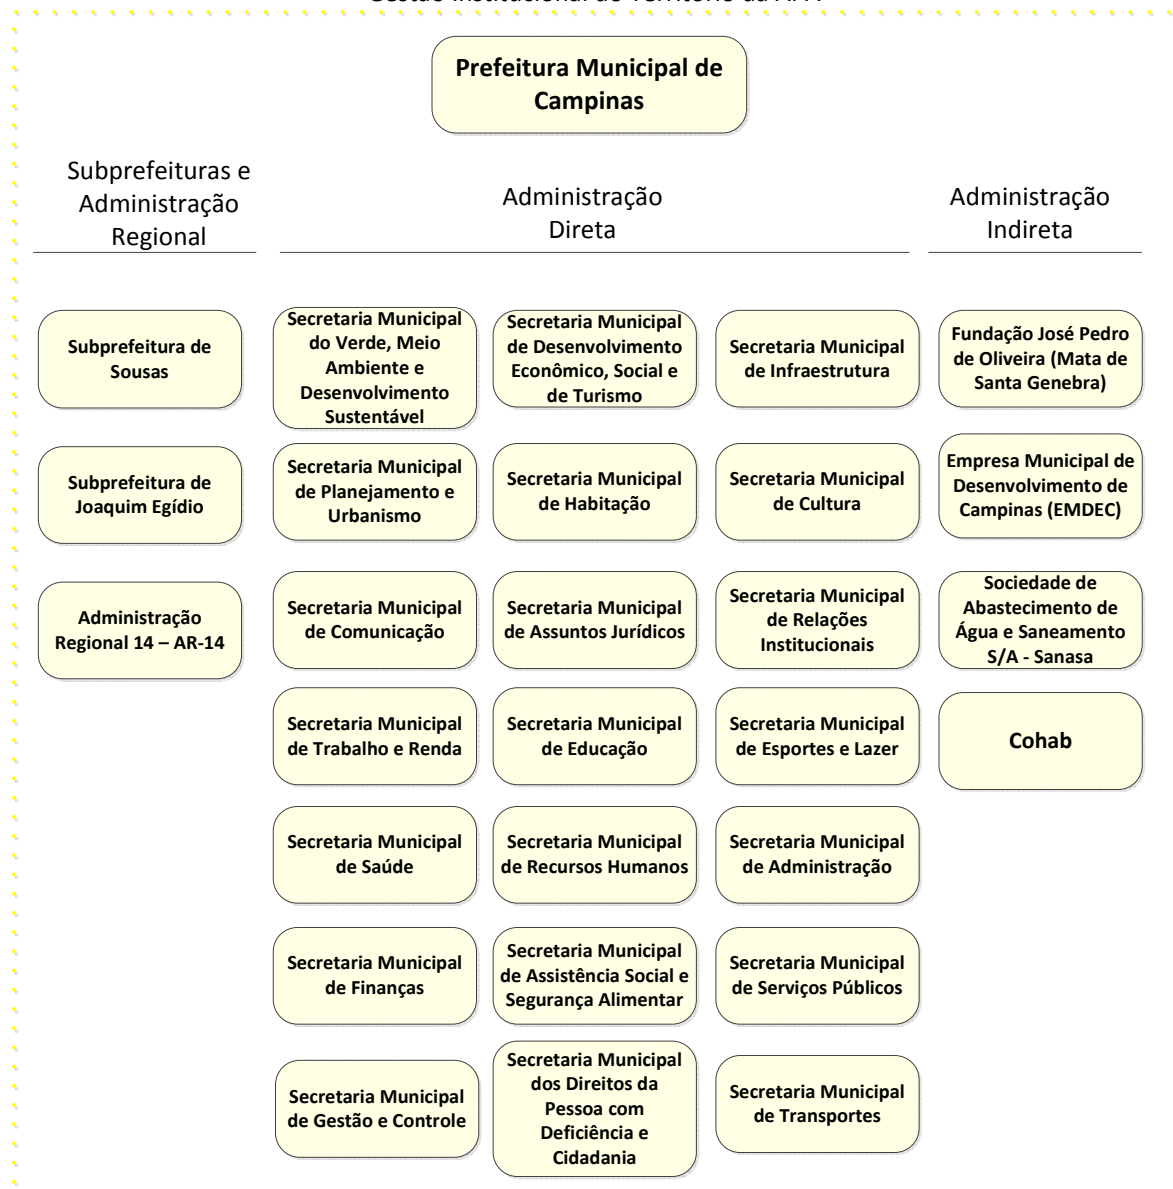 Gestão Institucional do Território da APA
Prefeitura Municipal de
Campinas
Subprefeituras e
Administração
Regional
Administração
Direta
Administração
Indireta
Subprefeitura de
Sousas
Subprefeitura de
Joaquim Egídio
Administração
Regional 14 – AR-14
Secretaria Municipal
do Verde, Meio
Ambiente e
Desenvolvimento
Sustentável
Secretaria Municipal
de Planejamento e
Urbanismo
Secretaria Municipal
de Comunicação
Secretaria Municipal
de Trabalho e Renda
Secretaria Municipal
de Saúde
Secretaria Municipal
de Finanças
Secretaria Municipal
de Gestão e Controle
Secretaria Municipal
de Desenvolvimento
Econômico, Social e
de Turismo
Secretaria Municipal
de Habitação
Secretaria Municipal
de Assuntos Jurídicos
Secretaria Municipal
de Educação
Secretaria Municipal
de Recursos Humanos
Secretaria Municipal
de Assistência Social e
Segurança Alimentar
Secretaria Municipal
dos Direitos da
Pessoa com
Deficiência e
Cidadania
Secretaria Municipal
de Infraestrutura
Secretaria Municipal
de Cultura
Secretaria Municipal
de Relações
Institucionais
Secretaria Municipal
de Esportes e Lazer
Secretaria Municipal
de Administração
Secretaria Municipal
de Serviços Públicos
Secretaria Municipal
de Transportes
Fundação José Pedro
de Oliveira (Mata de
Santa Genebra)
Empresa Municipal de
Desenvolvimento de
Campinas (EMDEC)
Sociedade de
Abastecimento de
Água e Saneamento
S/A - Sanasa
Cohab